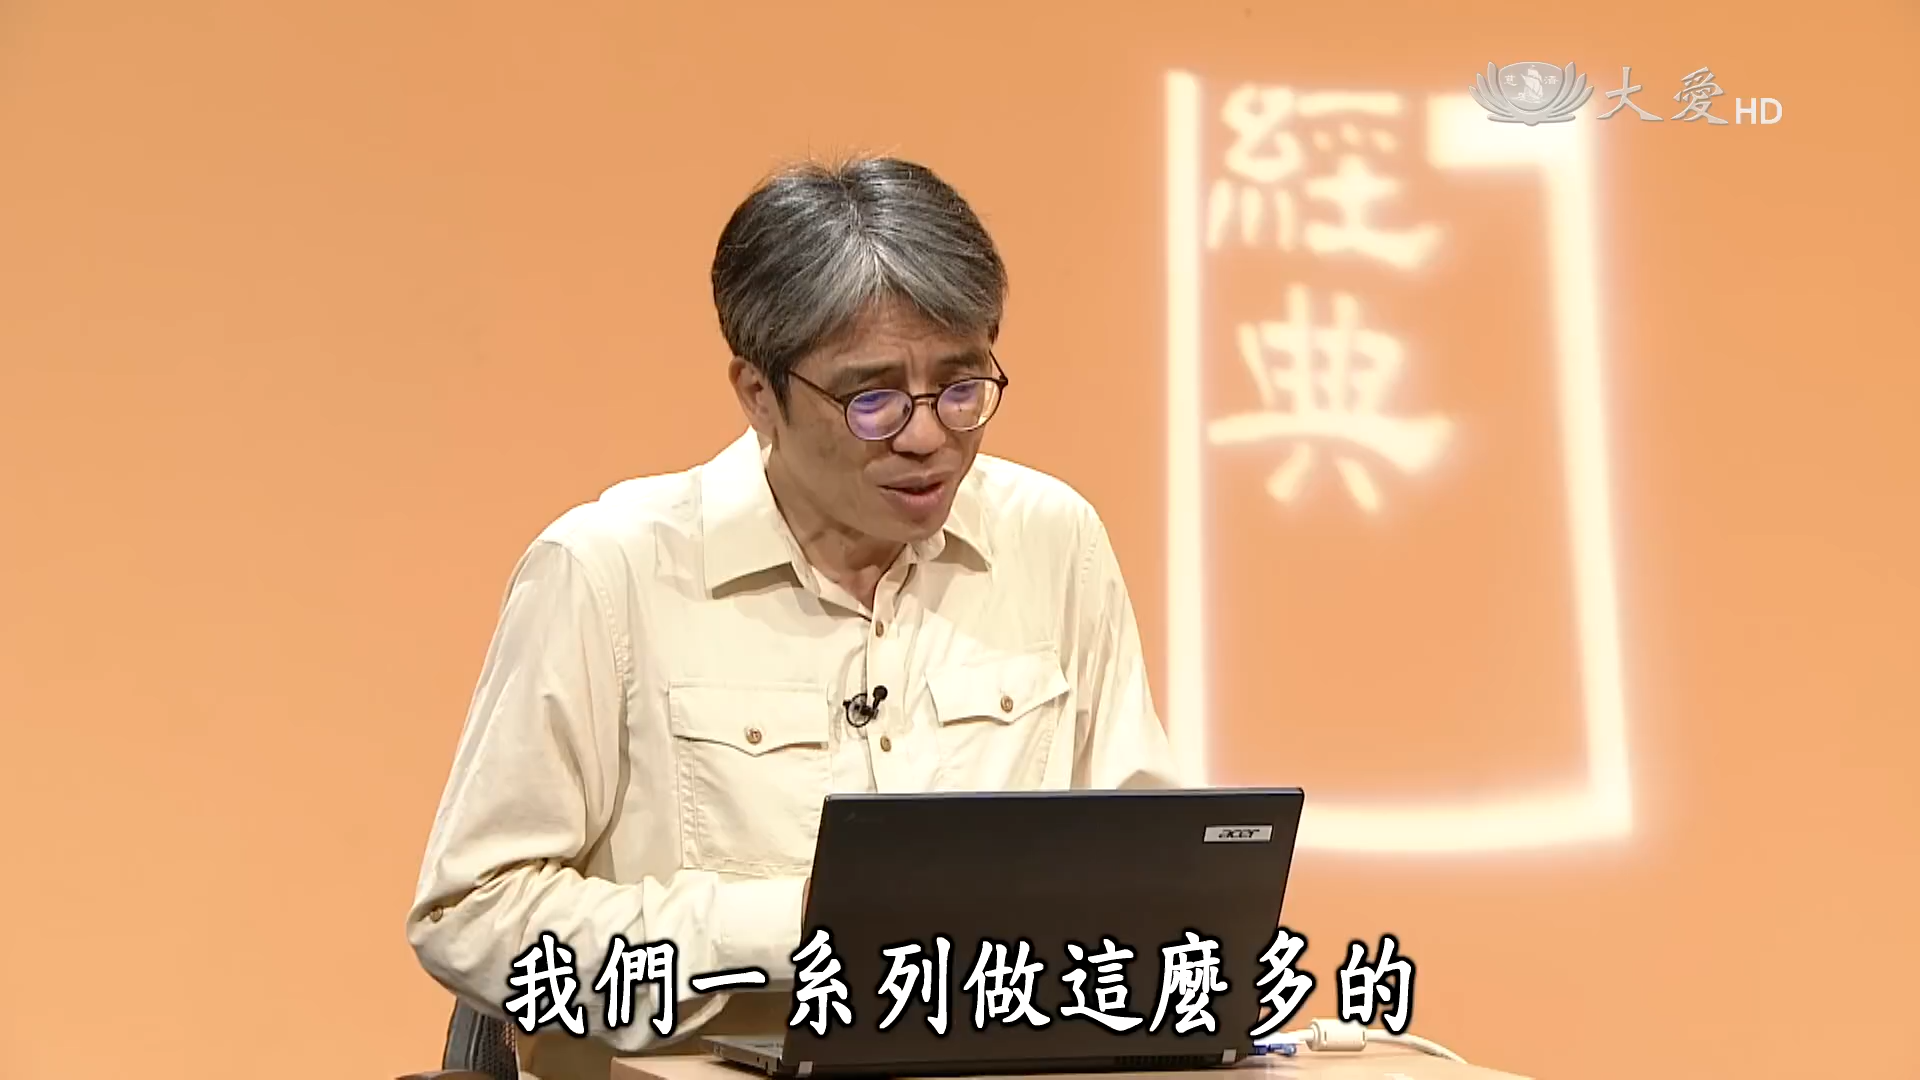 大愛HD
經
典
acer
我們一系列做這麼多的